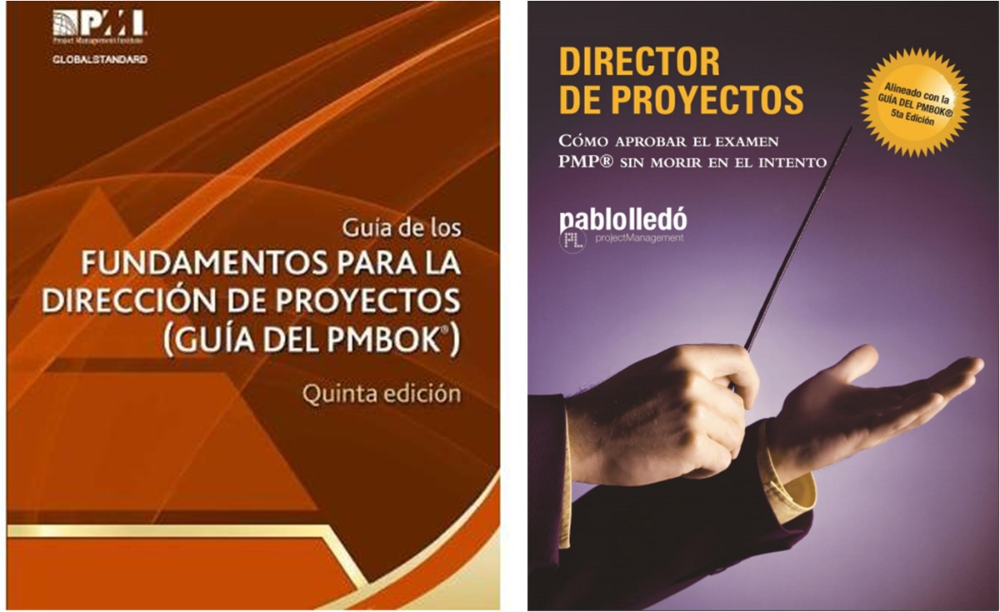 PMI
Project Management Institute
GLOBALSTANDARD
Guía de los
FUNDAMENTOS PARA LA
DIRECCIÓN DE PROYECTOS
(GUÍA DEL PMBOK®)
Quinta edición
DIRECTOR
DE PROYECTOS
Alineado con la
GUÍA DEL PMBOK®
5ta Edición
CÓMO APROBAR EL EXAMEN
PMP® SIN MORIR EN EL INTENTO
pablolledó
PL projectManagement